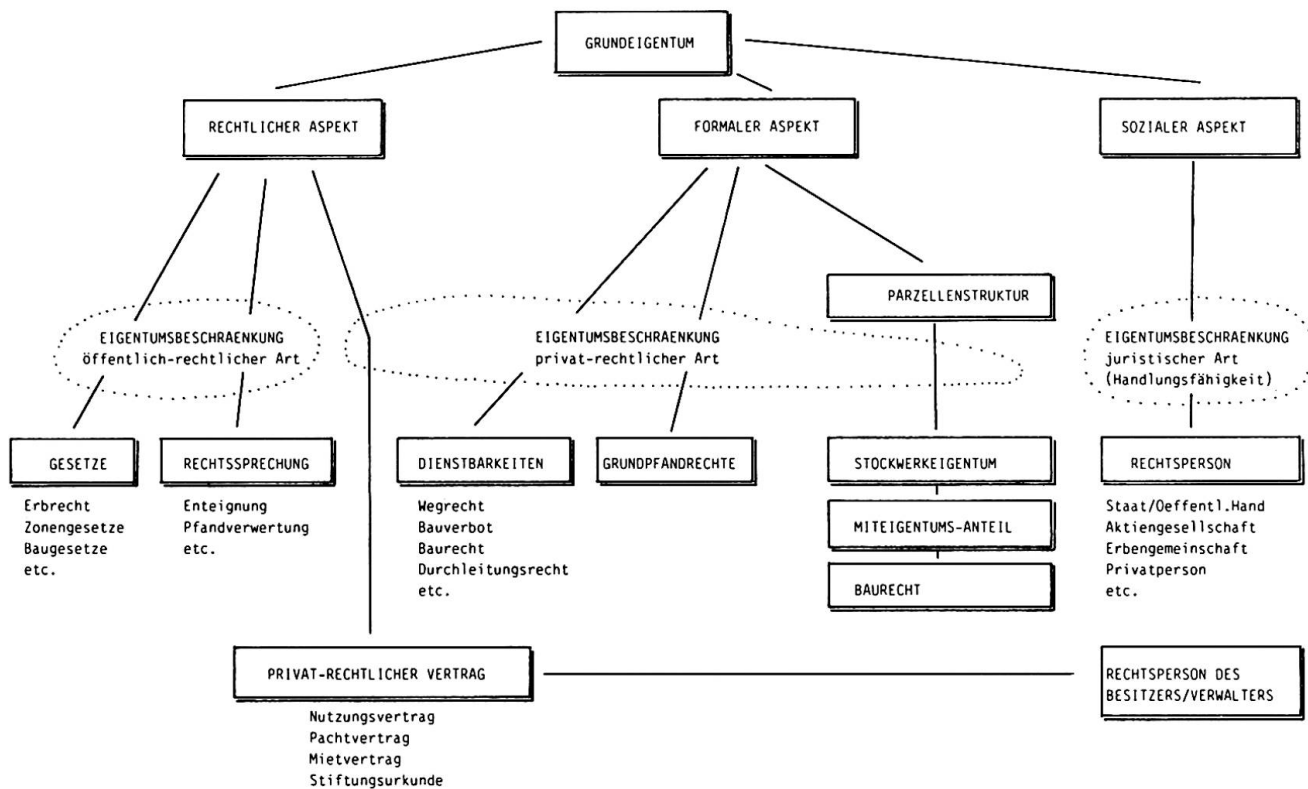 GRUNDEIGENTUM
RECHTLICHER ASPEKT
FORMALER ASPEKT
SOZIALER ASPEKT
PARZELLENSTRUKTUR
EIGENTUMSBESCHRAENKUNG
öffentlich-rechtlicher Art
EIGENTUMSBESCHRAENKUNG
privat-rechtlicher Art
EIGENTUMSBESCHRAENKUNG
juristischer Art
(Handlungsfähigkeit)
GESETZE
Erbrecht
Zonengesetze
Baugesetze
etc.
RECHTSSPRECHUNG
Enteignung
Pfandverwertung
etc.
DIENSTBARKEITEN
Wegrecht
Bauverbot
Baurecht
Durchleitungsrecht
etc.
GRUNDPFANDRECHTE
STOCKWERKEIGENTUM
MITEIGENTUMS-ANTEIL
BAURECHT
RECHTSPERSON
Staat/Oeffentl.Hand
Aktiengesellschaft
Erbengemeinschaft
Privatperson
etc.
PRIVAT-RECHTLICHER VERTRAG
Nutzungsvertrag
Pachtvertrag
Mietvertrag
Stiftungsurkunde
RECHTSPERSON DES
BESITZERS/VERWALTERS